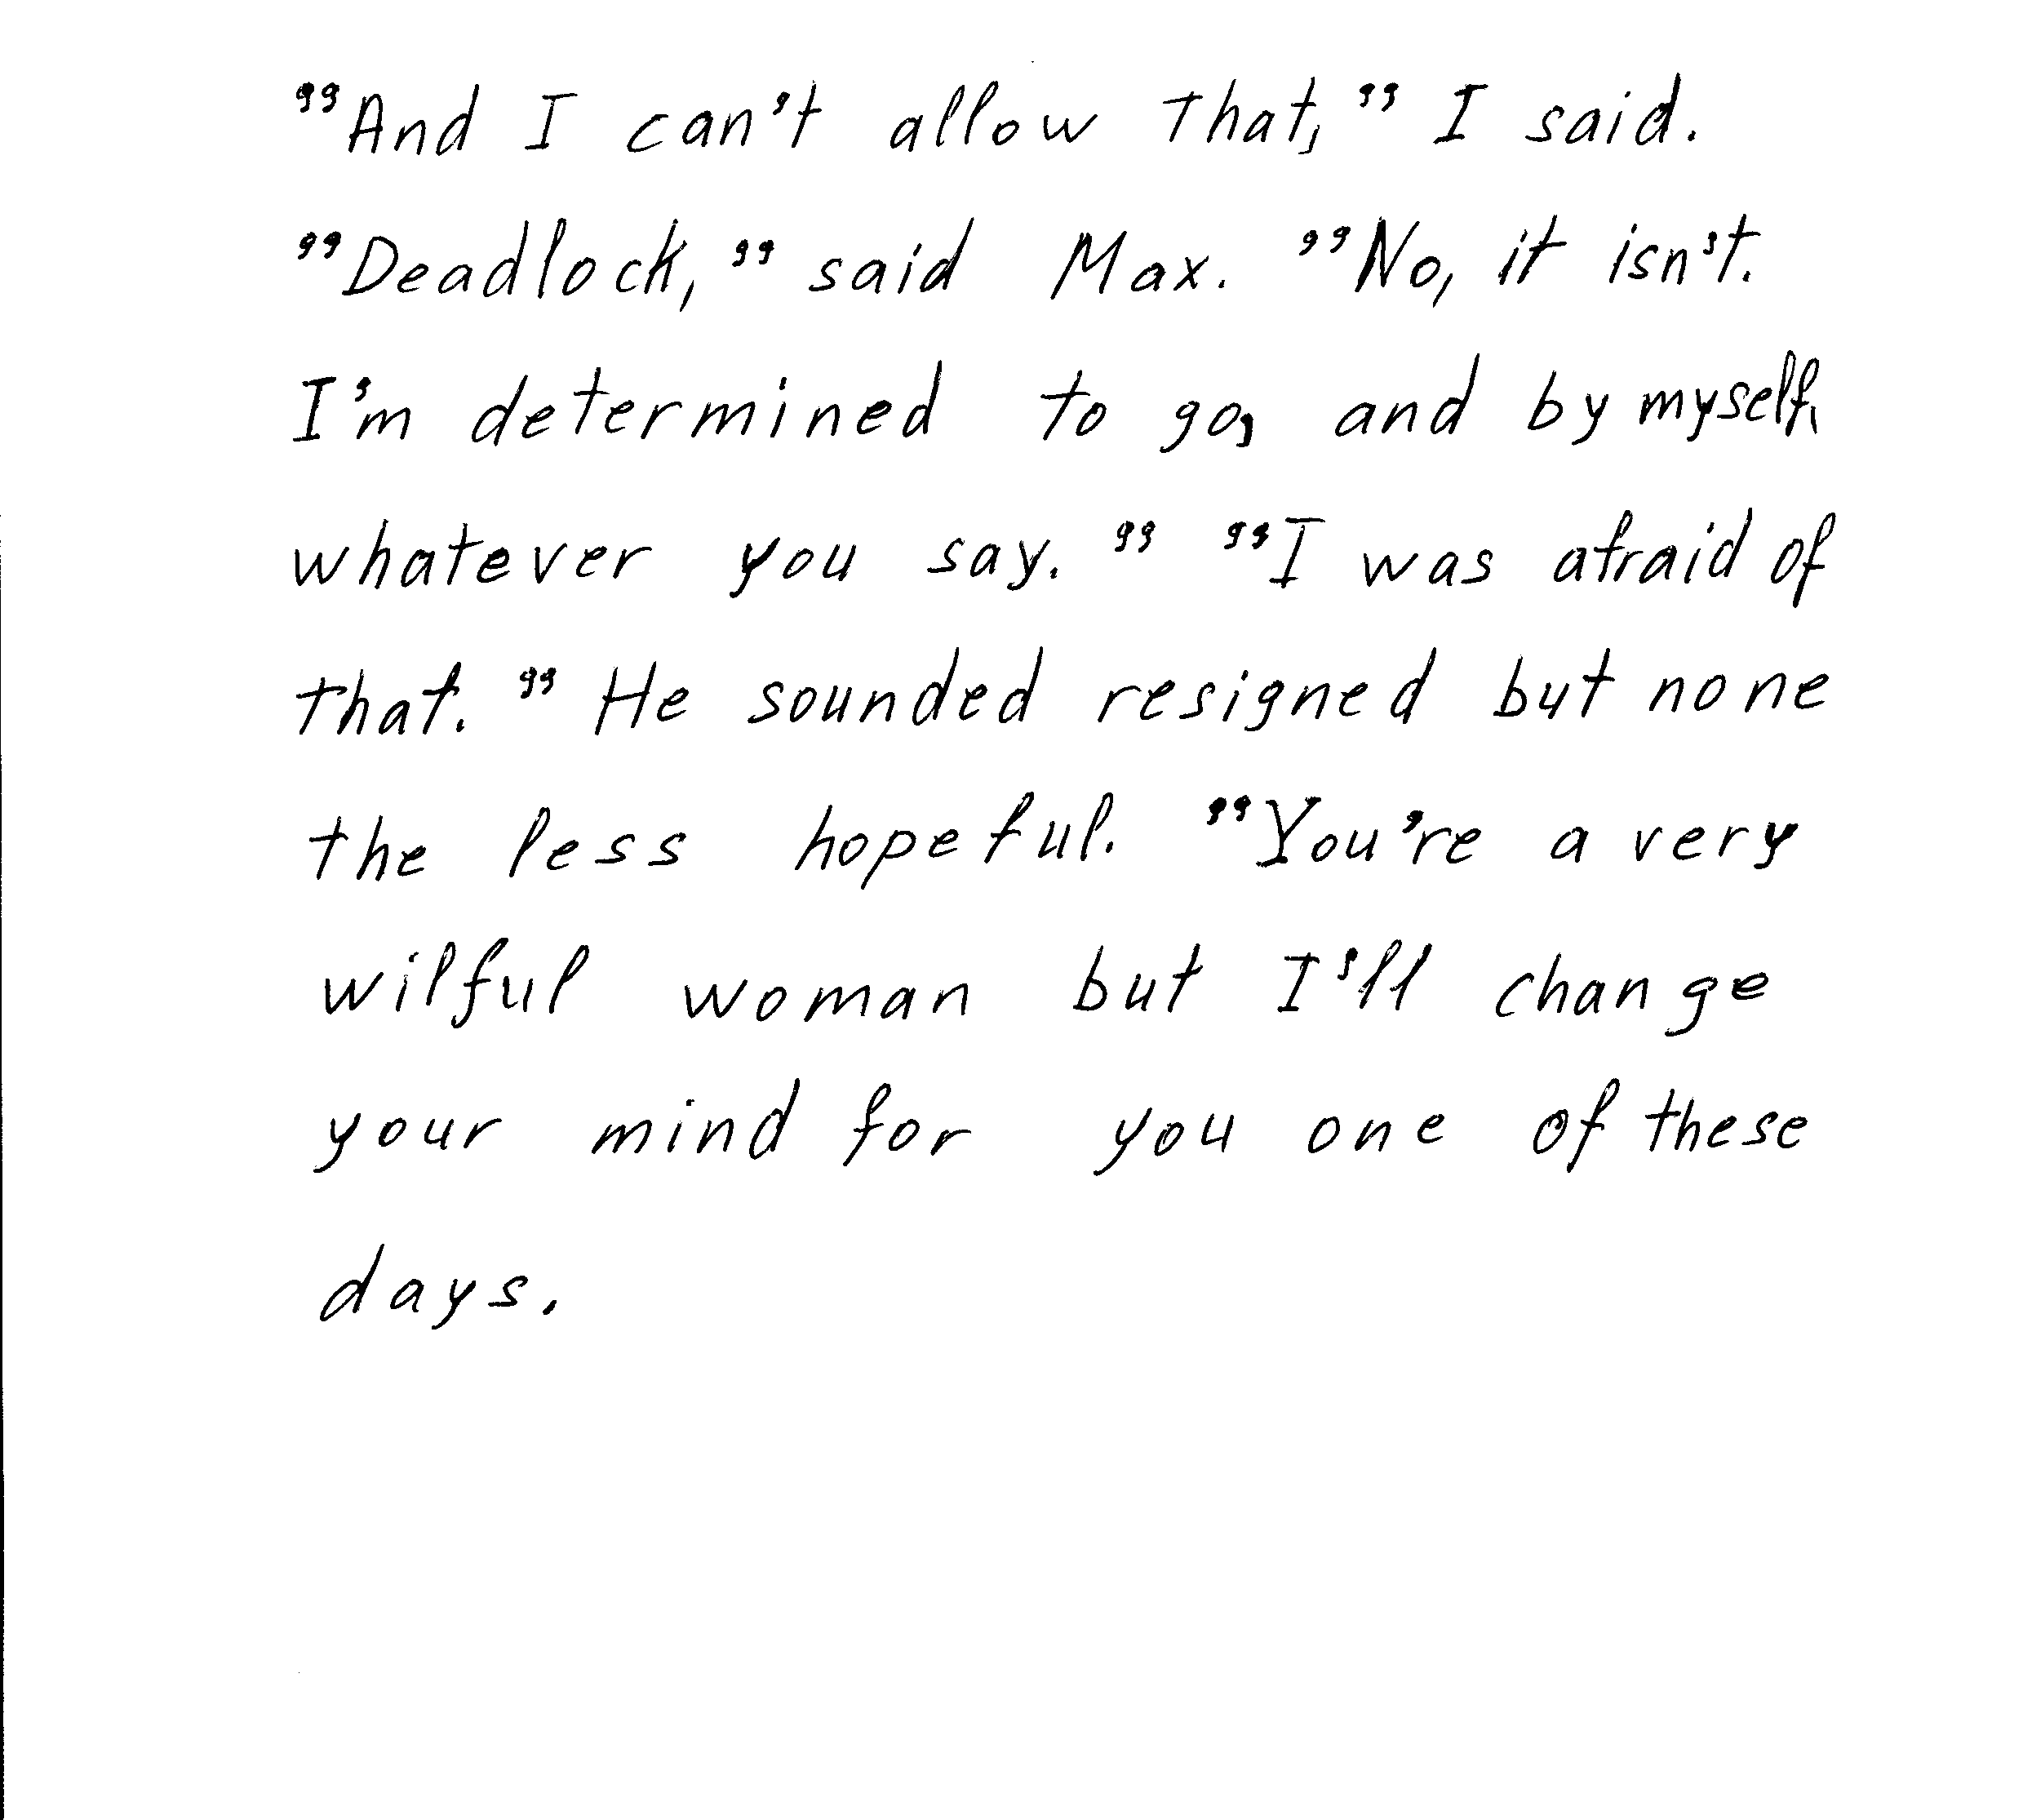 "And I can't allow that," I said.
"Deadlock," said Max. "No, it isn't.
I'm determined to go, and by myself,
whatever you say." "I was afraid of
that." He sounded resigned but none
the less hopeful. "You're a very
wilful woman but I'll change
your mind for you one of these
days.